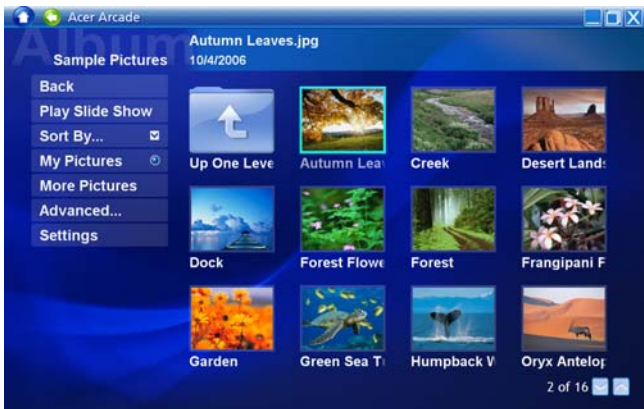 Acer Arcade
Album
Autumn Leaves.jpg
Sample Pictures
10/4/2006
Back
Play Slide Show
Sort By...
My Pictures
More Pictures
Advanced...
Settings
Up One Leve
Autumn Leav
Creek
Desert Lands
Dock
Forest Flowe
Forest
Frangipani F
Garden
Green Sea T
Humpback W
Oryx Antelop
2 of 16